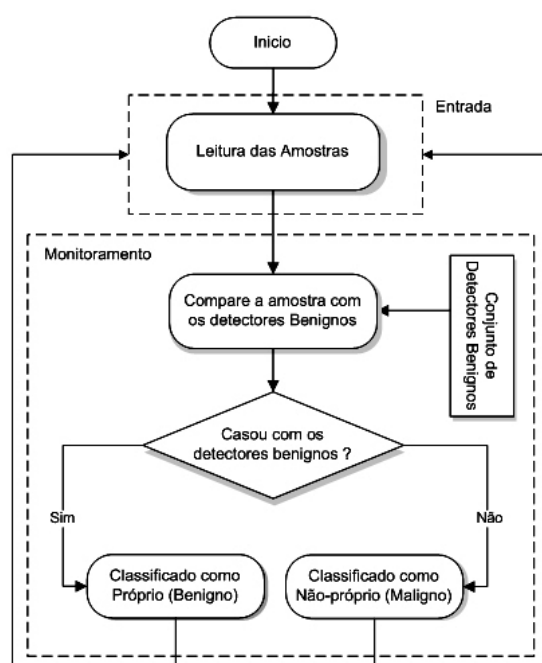 Inicio
Entrada
Leitura das Amostras
Monitoramento
Compare a amostra com
os detectores Benignos
Conjunto de
Detectores Benignos
Casou com os
detectores benignos ?
Sim
Não
Classificado como
Próprio (Benigno)
Classificado como
Não-próprio (Maligno)